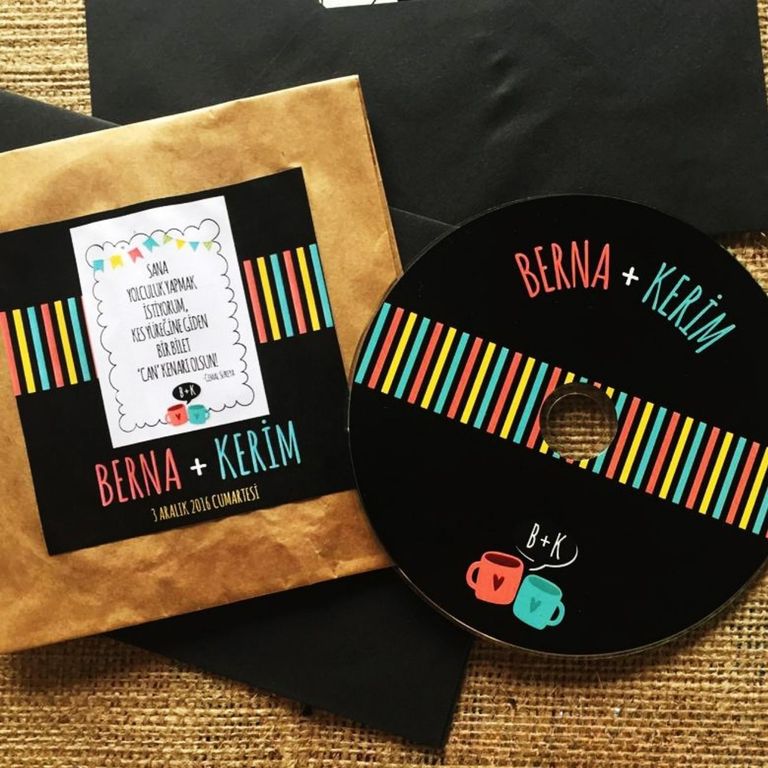 SANA
YOLCULUK YAPMAK
İSTİYORUM,
KES YÜREĞİNE GİDEN
BİR BİLET
"CAN" KENARI OLSUN!
-CEMAL SÜREYA
B+K
BERNA + KERİM
3 ARALIK 2016 CUMARTESİ
BERNA + KERİM
B+K